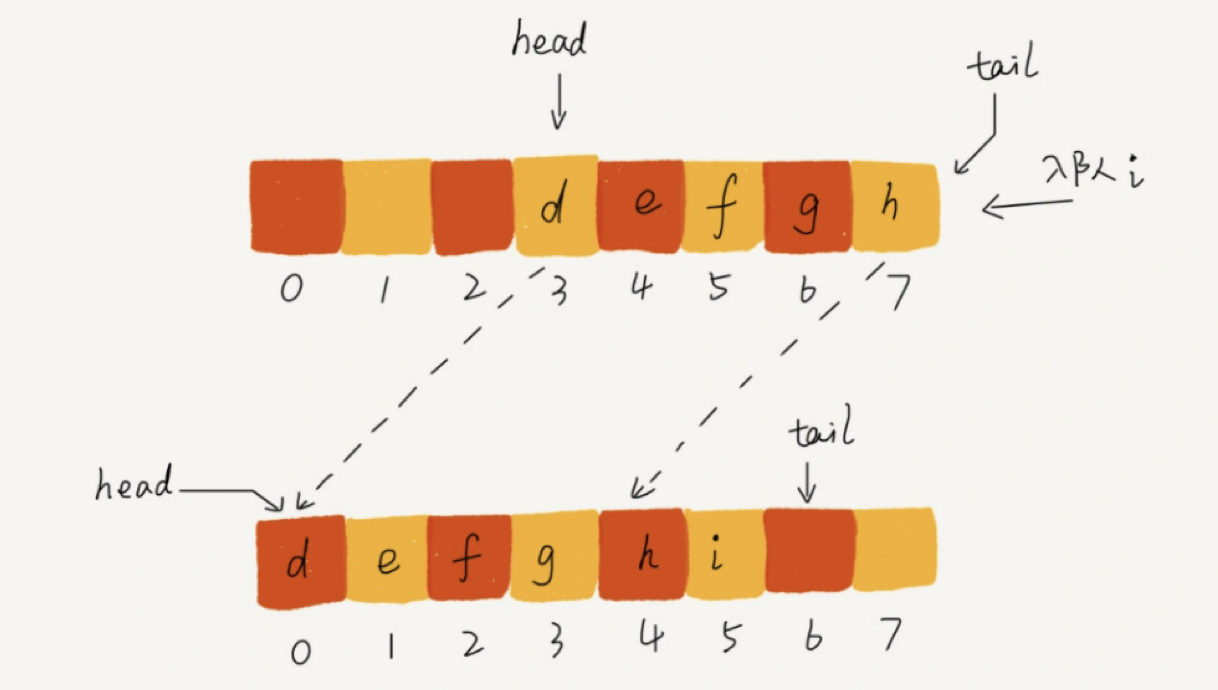 head
tail
入队 i
d e f g h
0 1 2 3 4 5 6 7
tail
head
d e f g h i
0 1 2 3 4 5 6 7